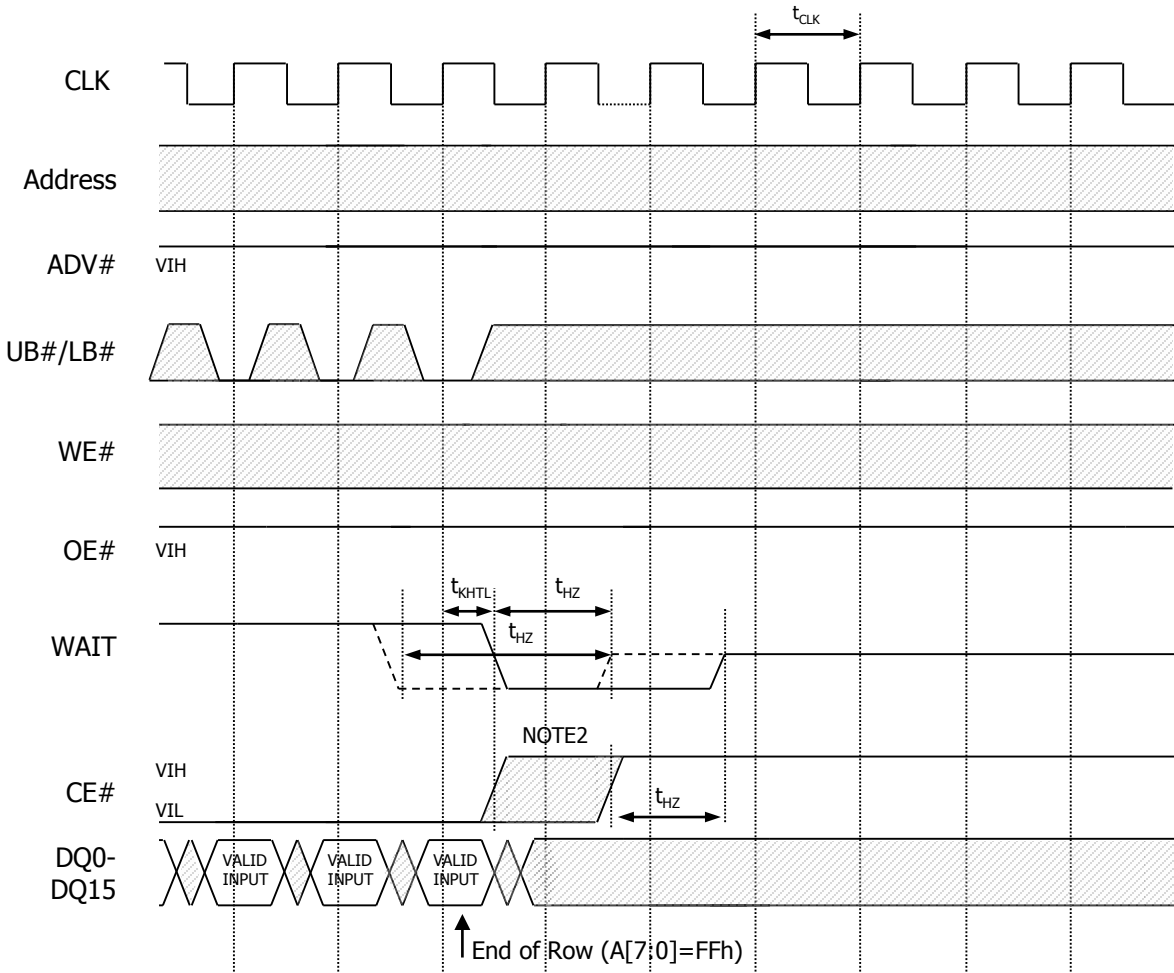 tCLK
CLK
Address
ADV#
VIH
UB#/LB#
WE#
OE#
VIH
tKHTL
tHZ
WAIT
tHZ
NOTE2
VIH
CE#
VIL
tHZ
DQ0-
DQ15
VALID
INPUT
VALID
INPUT
VALID
INPUT
End of Row (A[7:0]=FFh)